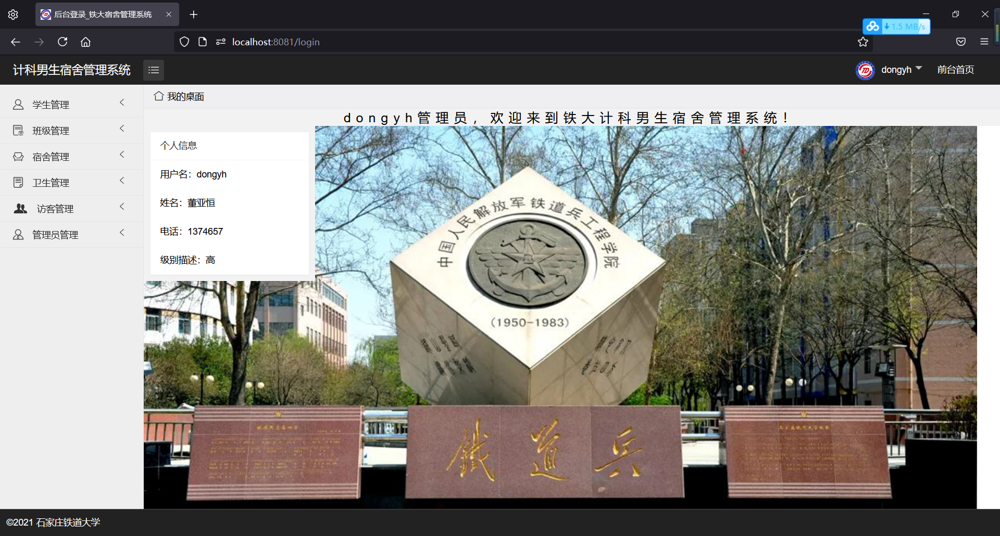 后台登录_铁大宿舍管理系统
1.5 MB/s
localhost:8081/login
计科男生宿舍管理系统
dongyh
前台首页
我的桌面
学生管理
班级管理
宿舍管理
卫生管理
访客管理
管理员管理
dongyh管理员，欢迎来到铁大计科男生宿舍管理系统！
个人信息
用户名：dongyh
姓名：董亚恒
电话：1374657
级别描述：高
中国人民解放军铁道兵工程学院
（1950-1983）
鐵道兵
©2021 石家庄铁道大学